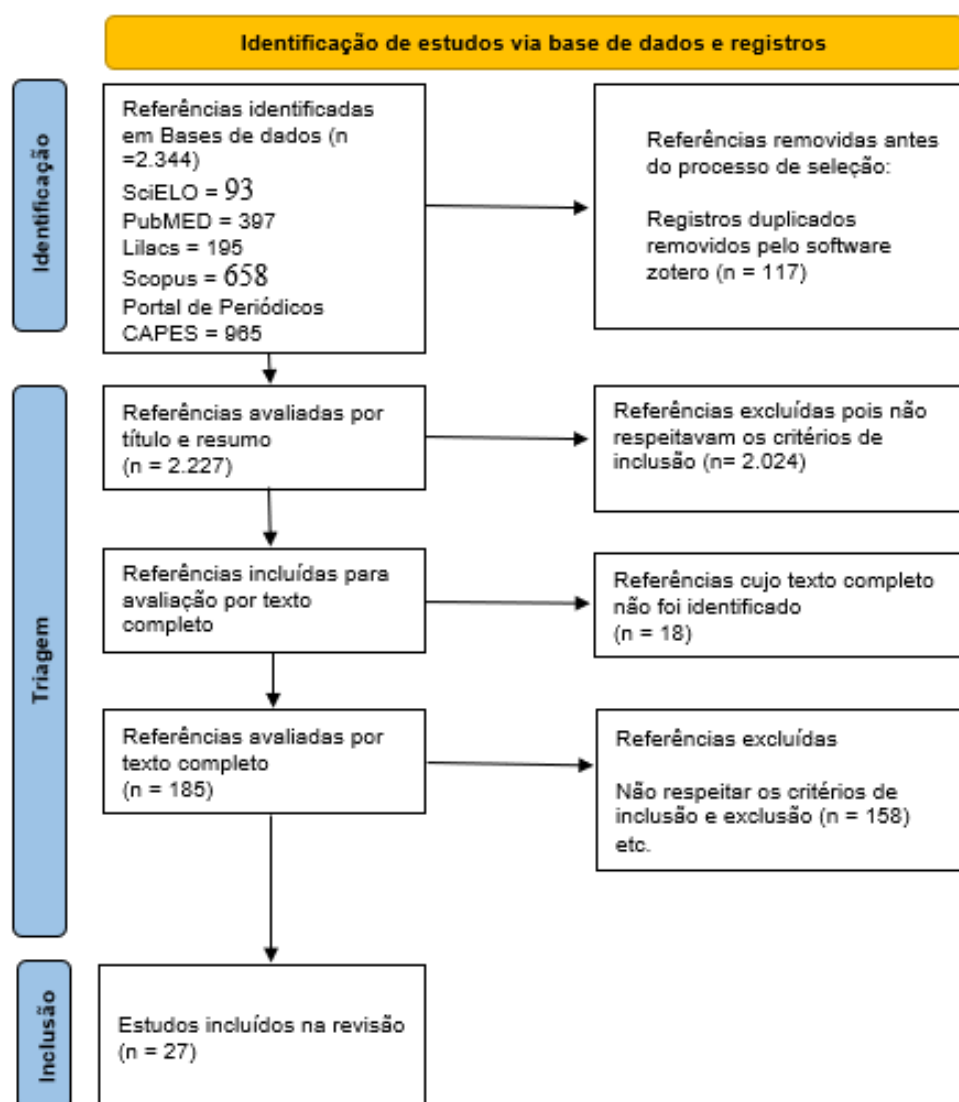 Identificação de estudos via base de dados e registros
Identificação
Referências identificadas
em Bases de dados (n
=2.344)
SciELO = 93
PubMED = 397
Lilacs = 195
Scopus = 658
Portal de Periódicos
CAPES = 965
Referências removidas antes
do processo de seleção:
Registros duplicados
removidos pelo software
zotero (n = 117)
Triagem
Referências avaliadas por
título e resumo
(n = 2.227)
Referências excluídas pois não
respeitavam os critérios de
inclusão (n= 2.024)
Referências incluídas para
avaliação por texto
completo
Referências cujo texto completo
não foi identificado
(n = 18)
Referências avaliadas por
texto completo
(n = 185)
Referências excluídas
Não respeitar os critérios de
inclusão e exclusão (n = 158)
etc.
Inclusão
Estudos incluídos na revisão
(n = 27)